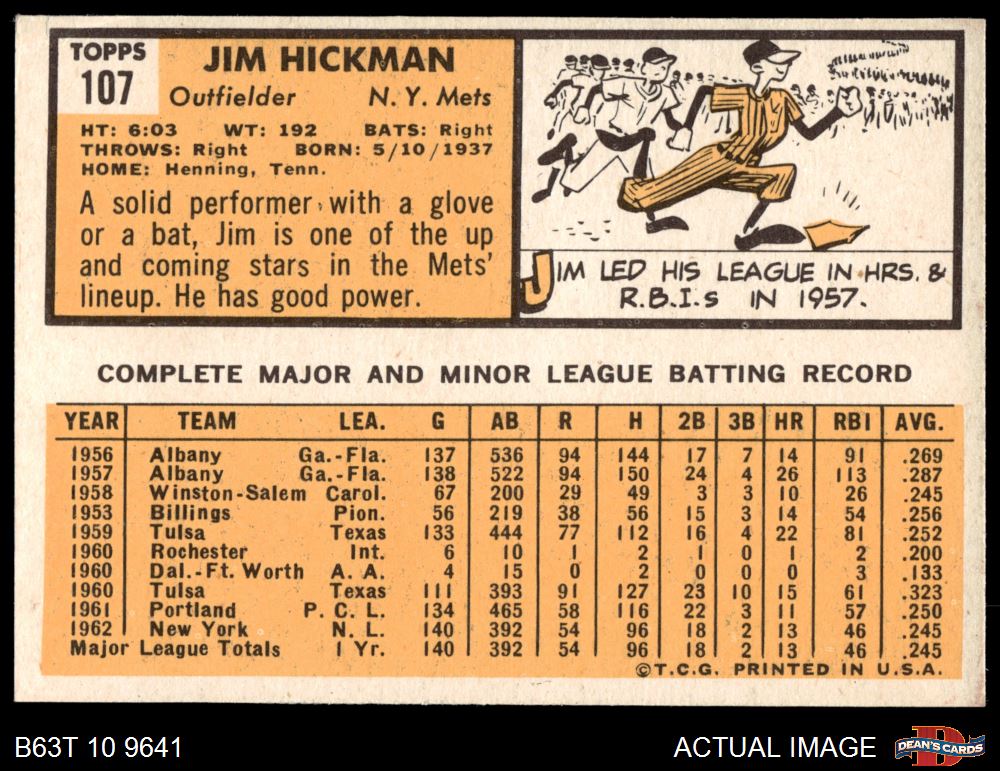 TOPPS
107
JIM HICKMAN
Outfielder N. Y. Mets
HT: 6:03 WT: 192 BATS: Right
THROWS: Right BORN: 5/10/1937
HOME: Henning, Tenn.
A solid performer with a glove
or a bat, Jim is one of the up
and coming stars in the Mets'
lineup. He has good power.
JIM LED HIS LEAGUE IN HRS. &
R.B.I.s IN 1957.
COMPLETE MAJOR AND MINOR LEAGUE BATTING RECORD
YEAR TEAM LEA. G AB R H 2B 3B HR RBI AVG.
1956 Albany Ga.-Fla. 137 536 94 144 17 7 14 91 .269
1957 Albany Ga.-Fla. 138 522 94 150 24 4 26 113 .287
1958 Winston-Salem Carol. 67 200 29 49 3 3 10 26 .245
1953 Billings Pion. 56 219 38 56 15 3 14 54 .256
1959 Tulsa Texas 133 444 77 112 16 4 22 81 .252
1960 Rochester Int. 6 10 1 2 1 0 1 2 .200
1960 Dal.-Ft. Worth A. A. 4 15 0 2 0 0 0 3 .133
1960 Tulsa Texas 111 393 91 127 23 10 15 61 .323
1961 Portland P. C. L. 134 465 58 116 22 3 11 57 .250
1962 New York N. L. 140 392 54 96 18 2 13 46 .245
Major League Totals 1 Yr. 140 392 54 96 18 2 13 46 .245
©T.C.G. PRINTED IN U.S.A.
B63T 10 9641
ACTUAL IMAGE
D
DEAN'S CARDS